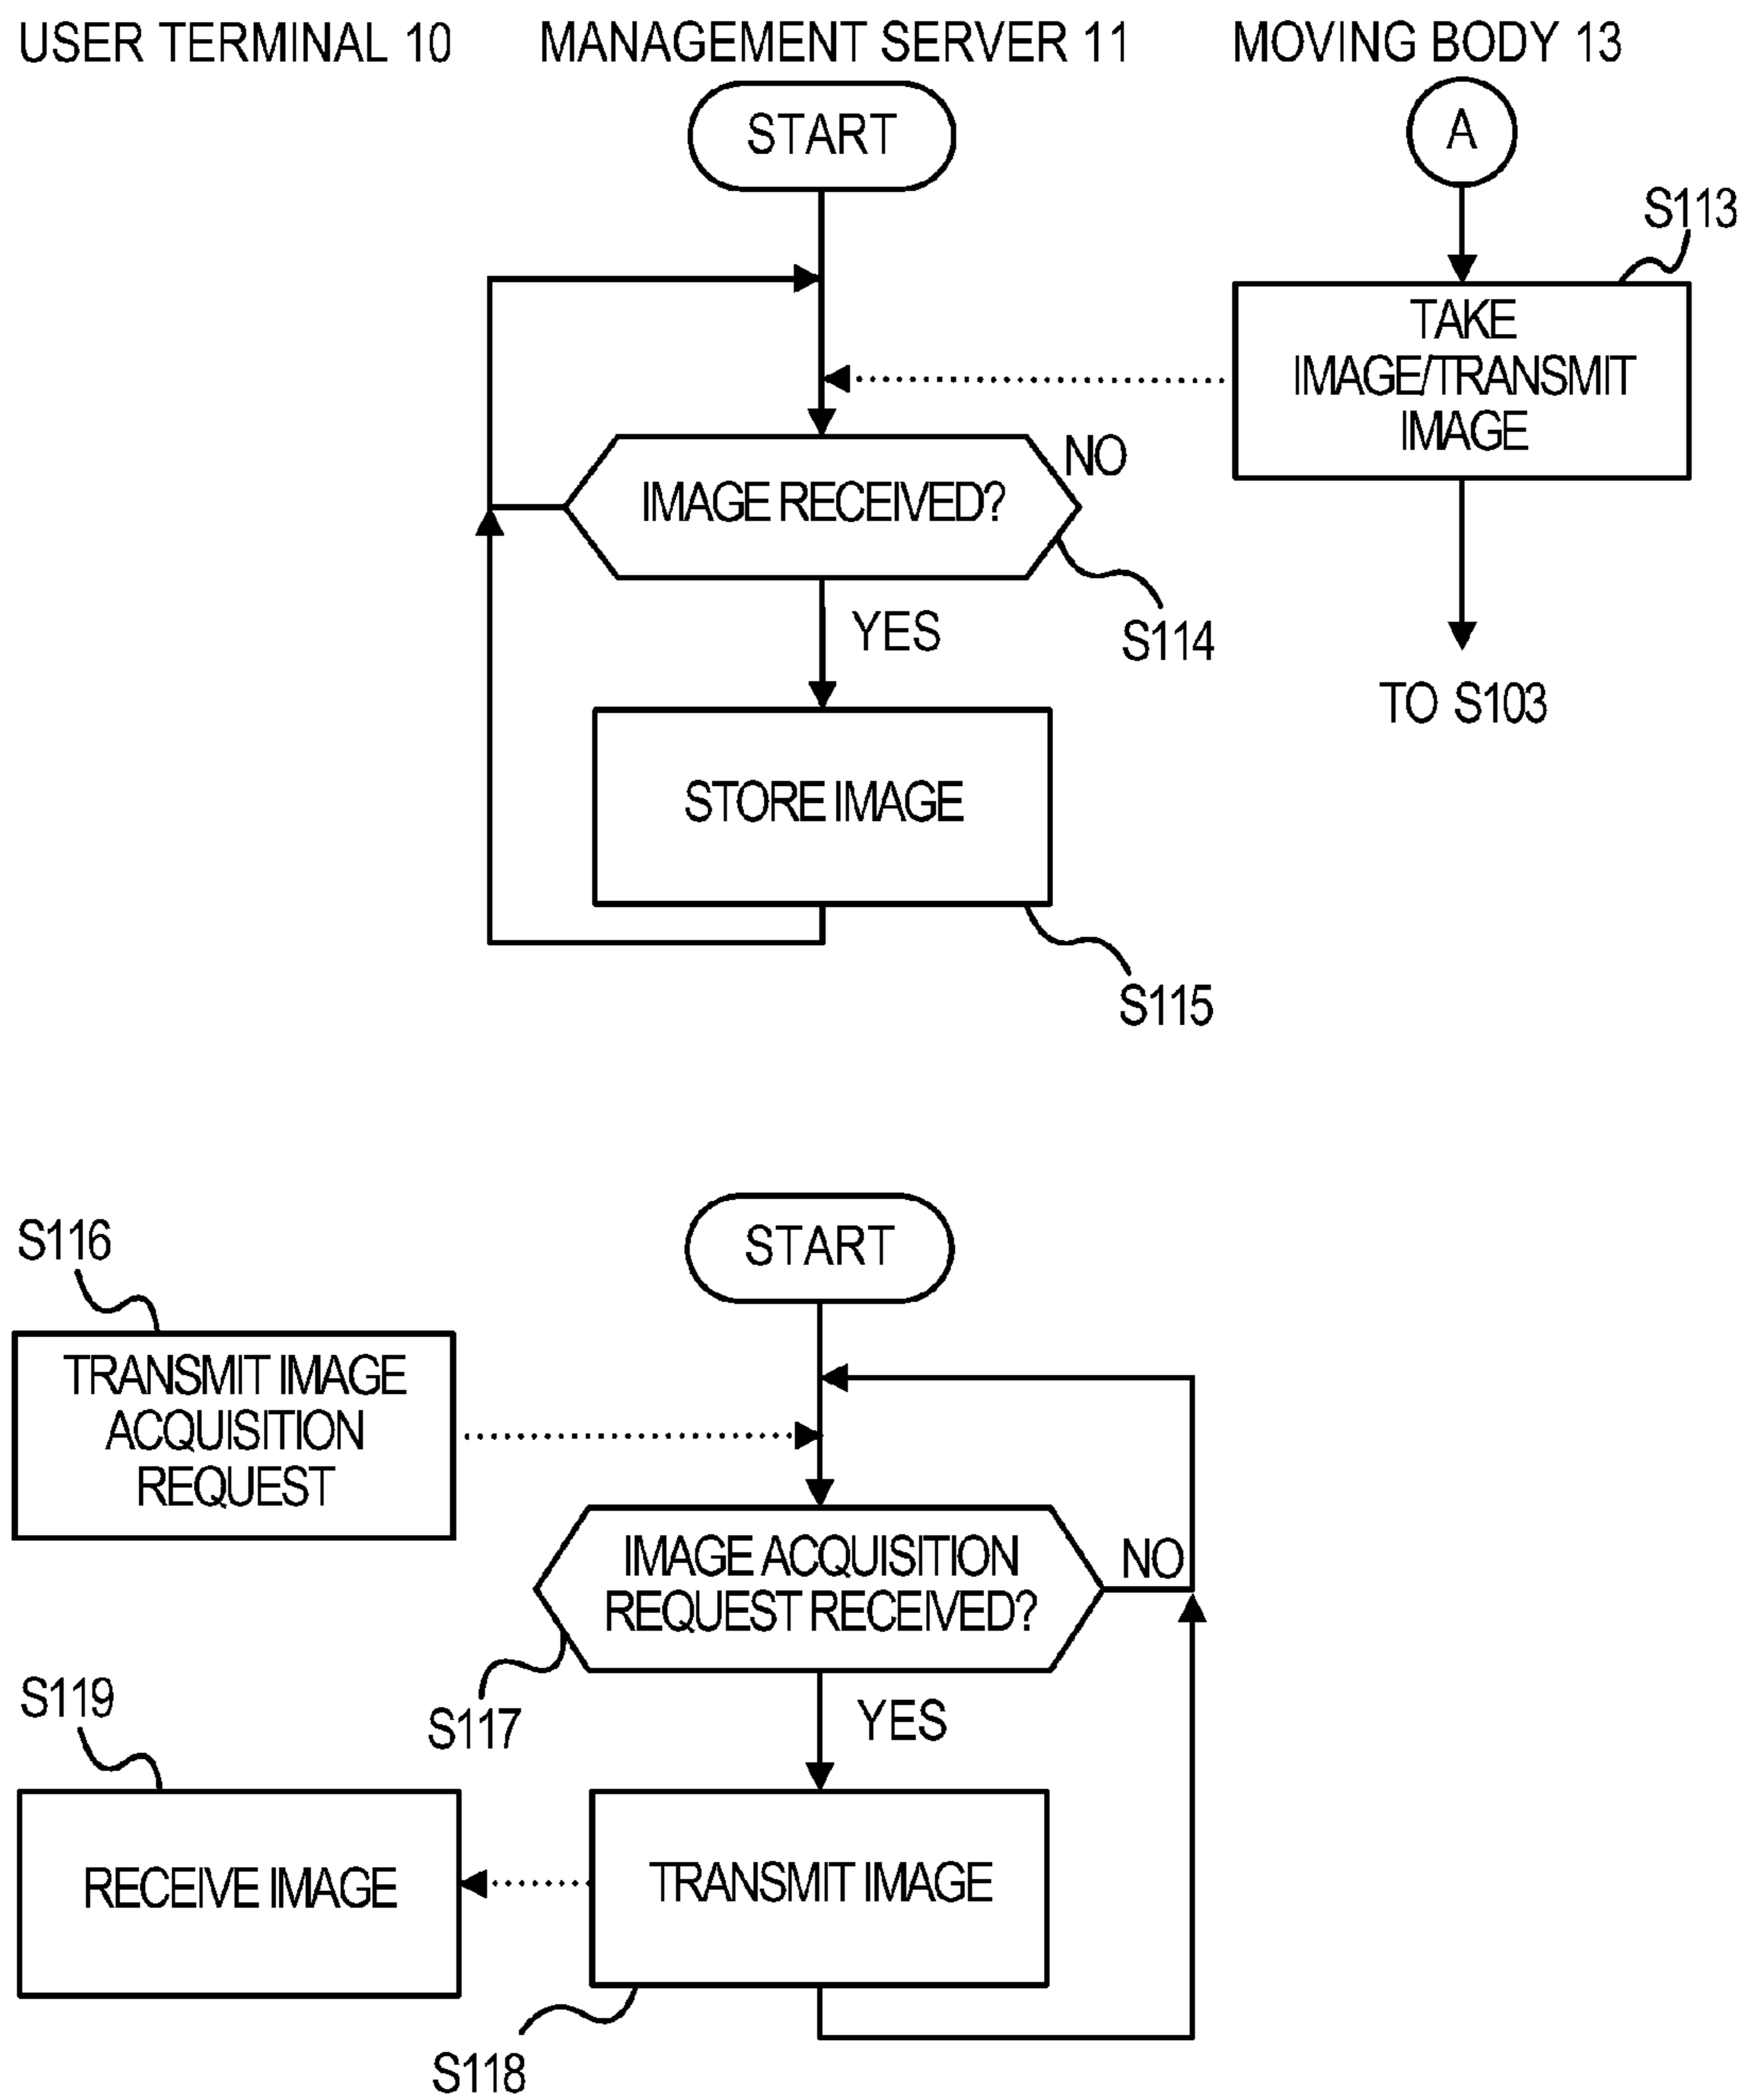 USER TERMINAL 10
MANAGEMENT SERVER 11
MOVING BODY 13
START
A
S113
TAKE
IMAGE/TRANSMIT
IMAGE
NO
IMAGE RECEIVED?
YES
S114
TO S103
STORE IMAGE
S115
START
S116
TRANSMIT IMAGE
ACQUISITION
REQUEST
IMAGE ACQUISITION
REQUEST RECEIVED?
NO
S117
YES
S119
RECEIVE IMAGE
TRANSMIT IMAGE
S118